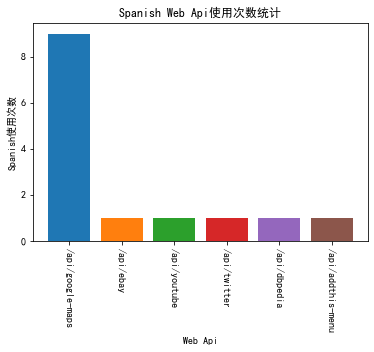 Spanish Web Api使用次数统计
Spanish使用次数
8
6
4
2
0
/api/google-maps
/api/ebay
/api/youtube
/api/twitter
/api/dbpedia
/api/addthis-menu
Web Api